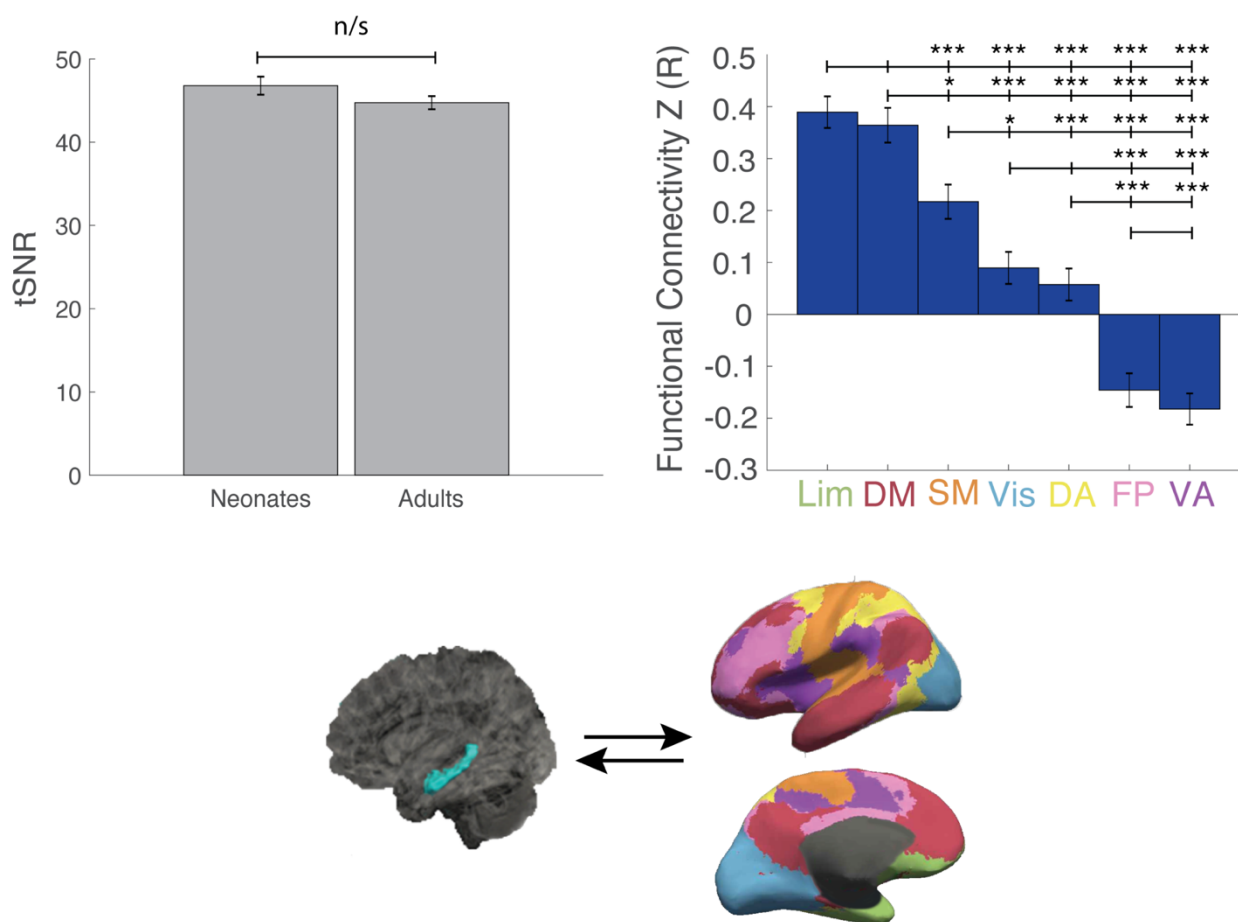 n/s
50
40
30
20
10
0
tSNR
Neonates Adults
*** *** *** *** ***
* *** *** *** ***
* *** *** ***
*** ***
*** ***
0.5
0.4
0.3
0.2
0.1
0
-0.1
-0.2
-0.3
Functional Connectivity Z (R)
Lim DM SM Vis DA FP VA